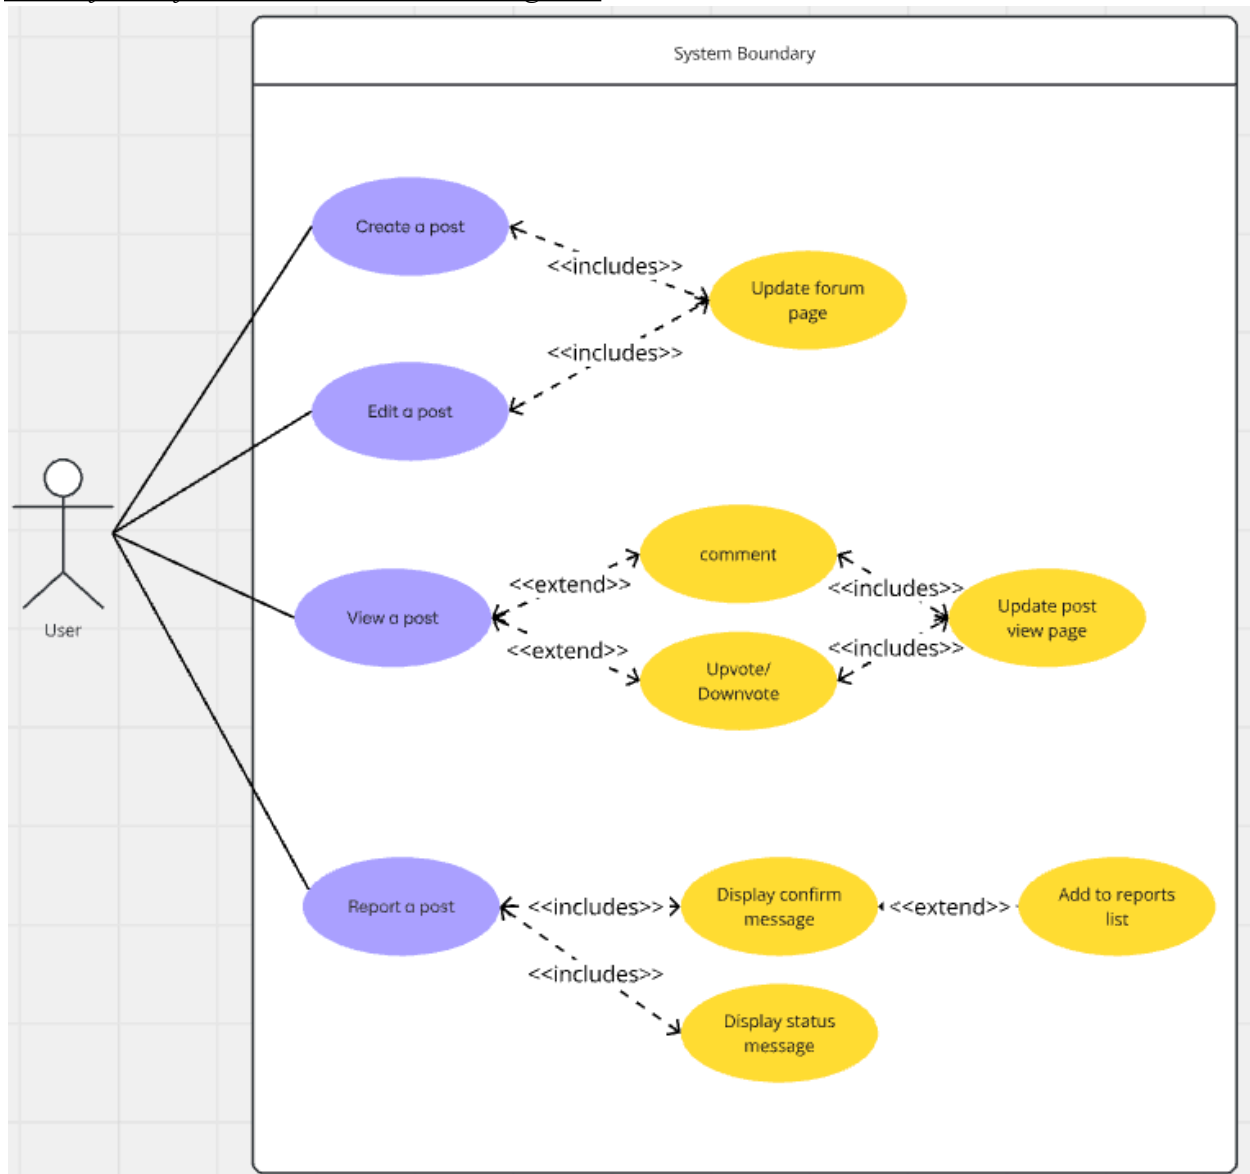 System Boundary
Create a post
<<includes>>
Update forum
page
<<includes>>
Edit a post
User
View a post
<<extend>>
comment
<<includes>>
Update post
view page
<<extend>>
Upvote/
Downvote
<<includes>>
Report a post
<<includes>>
Display confirm
message
<<extend>>
Add to reports
list
<<includes>>
Display status
message